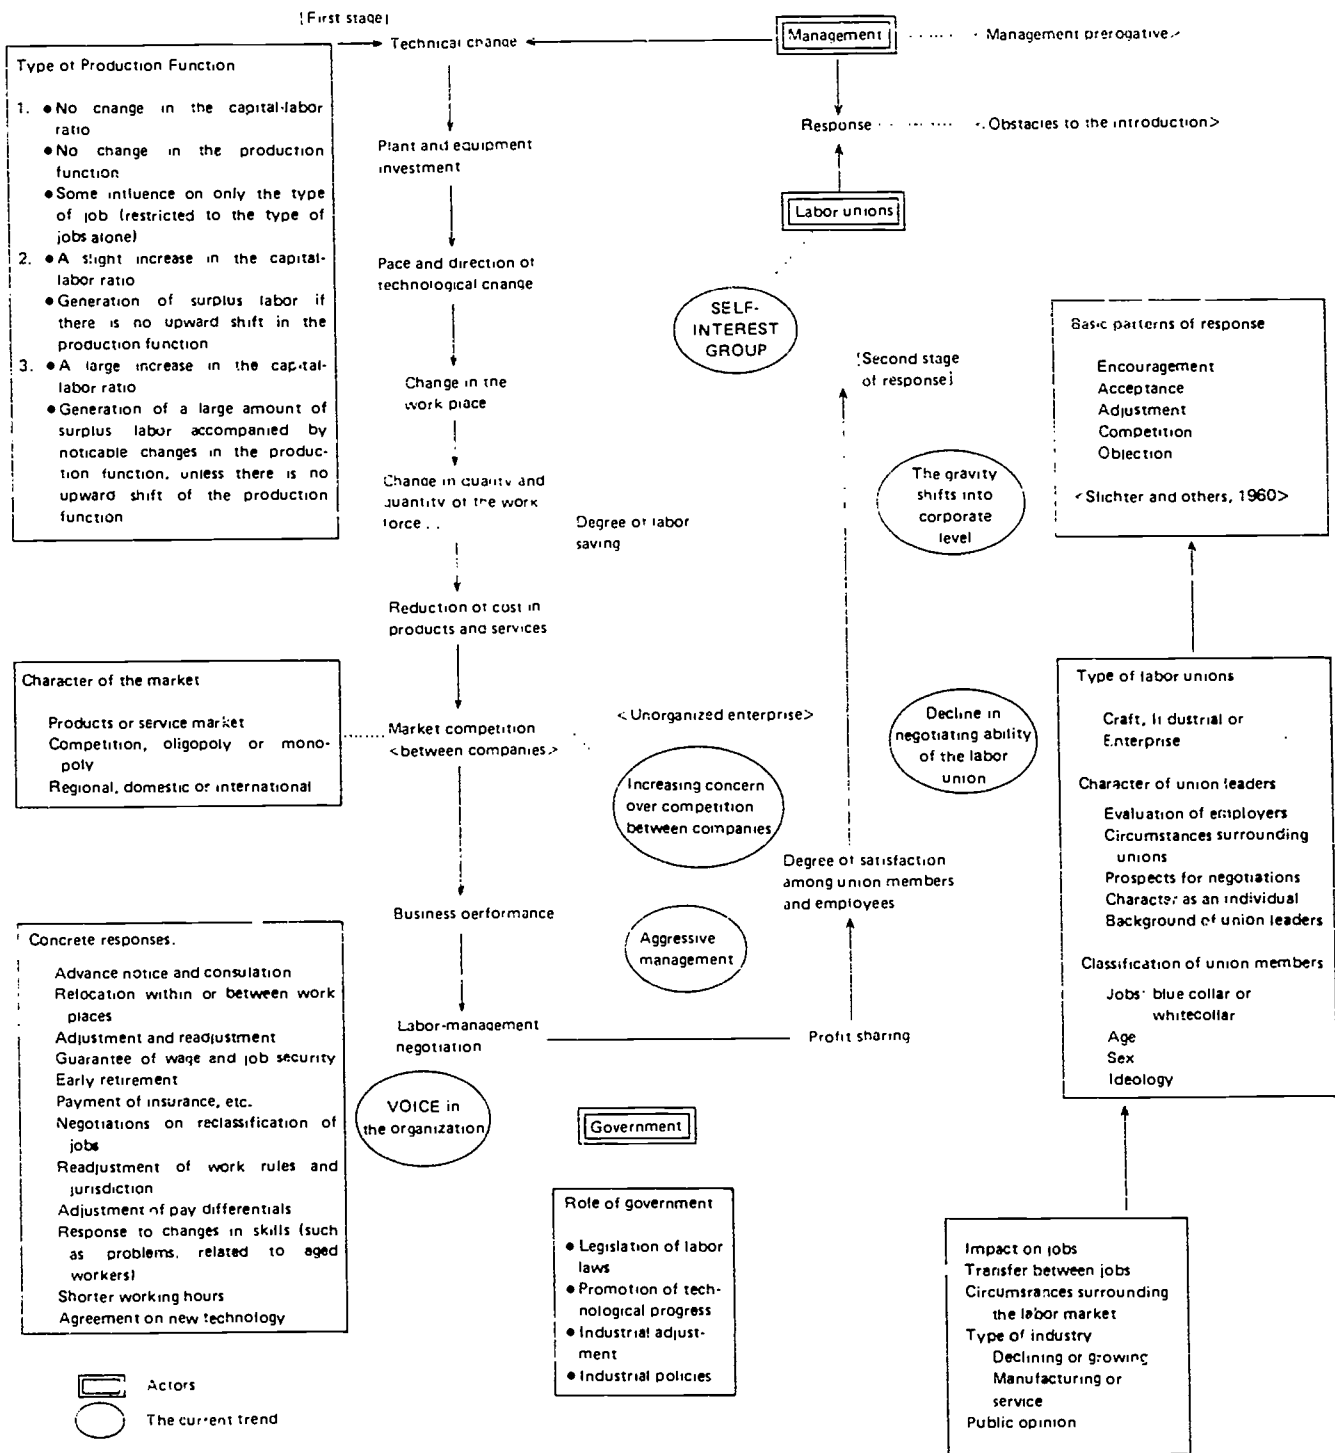 [First stage]
Technical change
Management
Management prerogative>
Type of Production Function
1. ● No change in the capital-labor
ratio
● No change in the production
function
● Some influence on only the type
of job (restricted to the type of
jobs alone)
2. ● A slight increase in the capital-
labor ratio
● Generation of surplus labor if
there is no upward shift in the
production function
3. ● A large increase in the capital-
labor ratio
● Generation of a large amount of
surplus labor accompanied by
noticable changes in the produc-
tion function, unless there is no
upward shift of the production
function
Plant and equipment
investment
Response
<Obstacles to the introduction>
Labor unions
Pace and direction of
technological change
SELF-
INTEREST
GROUP
[Second stage
of response]
Change in the
work place
Basic patterns of response
Encouragement
Acceptance
Adjustment
Competition
Objection
<Slichter and others, 1960>
Change in quality and
quantity of the work
force . .
Degree of labor
saving
The gravity
shifts into
corporate
level
Reduction of cost in
products and services
Character of the market
Products or service market
Competition, oligopoly or mono-
poly
Regional, domestic or international
Market competition
<between companies>
<Unorganized enterprise>
Increasing concern
over competition
between companies
Decline in
negotiating ability
of the labor
union
Type of labor unions
Craft, Industrial or
Enterprise
Character of union leaders
Evaluation of employers
Circumstances surrounding
unions
Prospects for negotiations
Character as an individual
Background of union leaders
Classification of union members
Jobs: blue collar or
whitecollar
Age
Sex
Ideology
Degree of satisfaction
among union members
and employees
Business performance
Aggressive
management
Concrete responses.
Advance notice and consulation
Relocation within or between work
places
Adjustment and readjustment
Guarantee of wage and job security
Early retirement
Payment of insurance, etc.
Negotiations on reclassification of
jobs
Readjustment of work rules and
jurisdiction
Adjustment of pay differentials
Response to changes in skills (such
as problems, related to aged
workers)
Shorter working hours
Agreement on new technology
Labor-management
negotiation
Profit sharing
VOICE in
the organization
Government
Role of government
● Legislation of labor
laws
● Promotion of tech-
nological progress
● Industrial adjust-
ment
● Industrial policies
Impact on jobs
Transfer between jobs
Circumsrances surrounding
the labor market
Type of industry
Declining or growing
Manufacturing or
service
Public opinion
Actors
The current trend